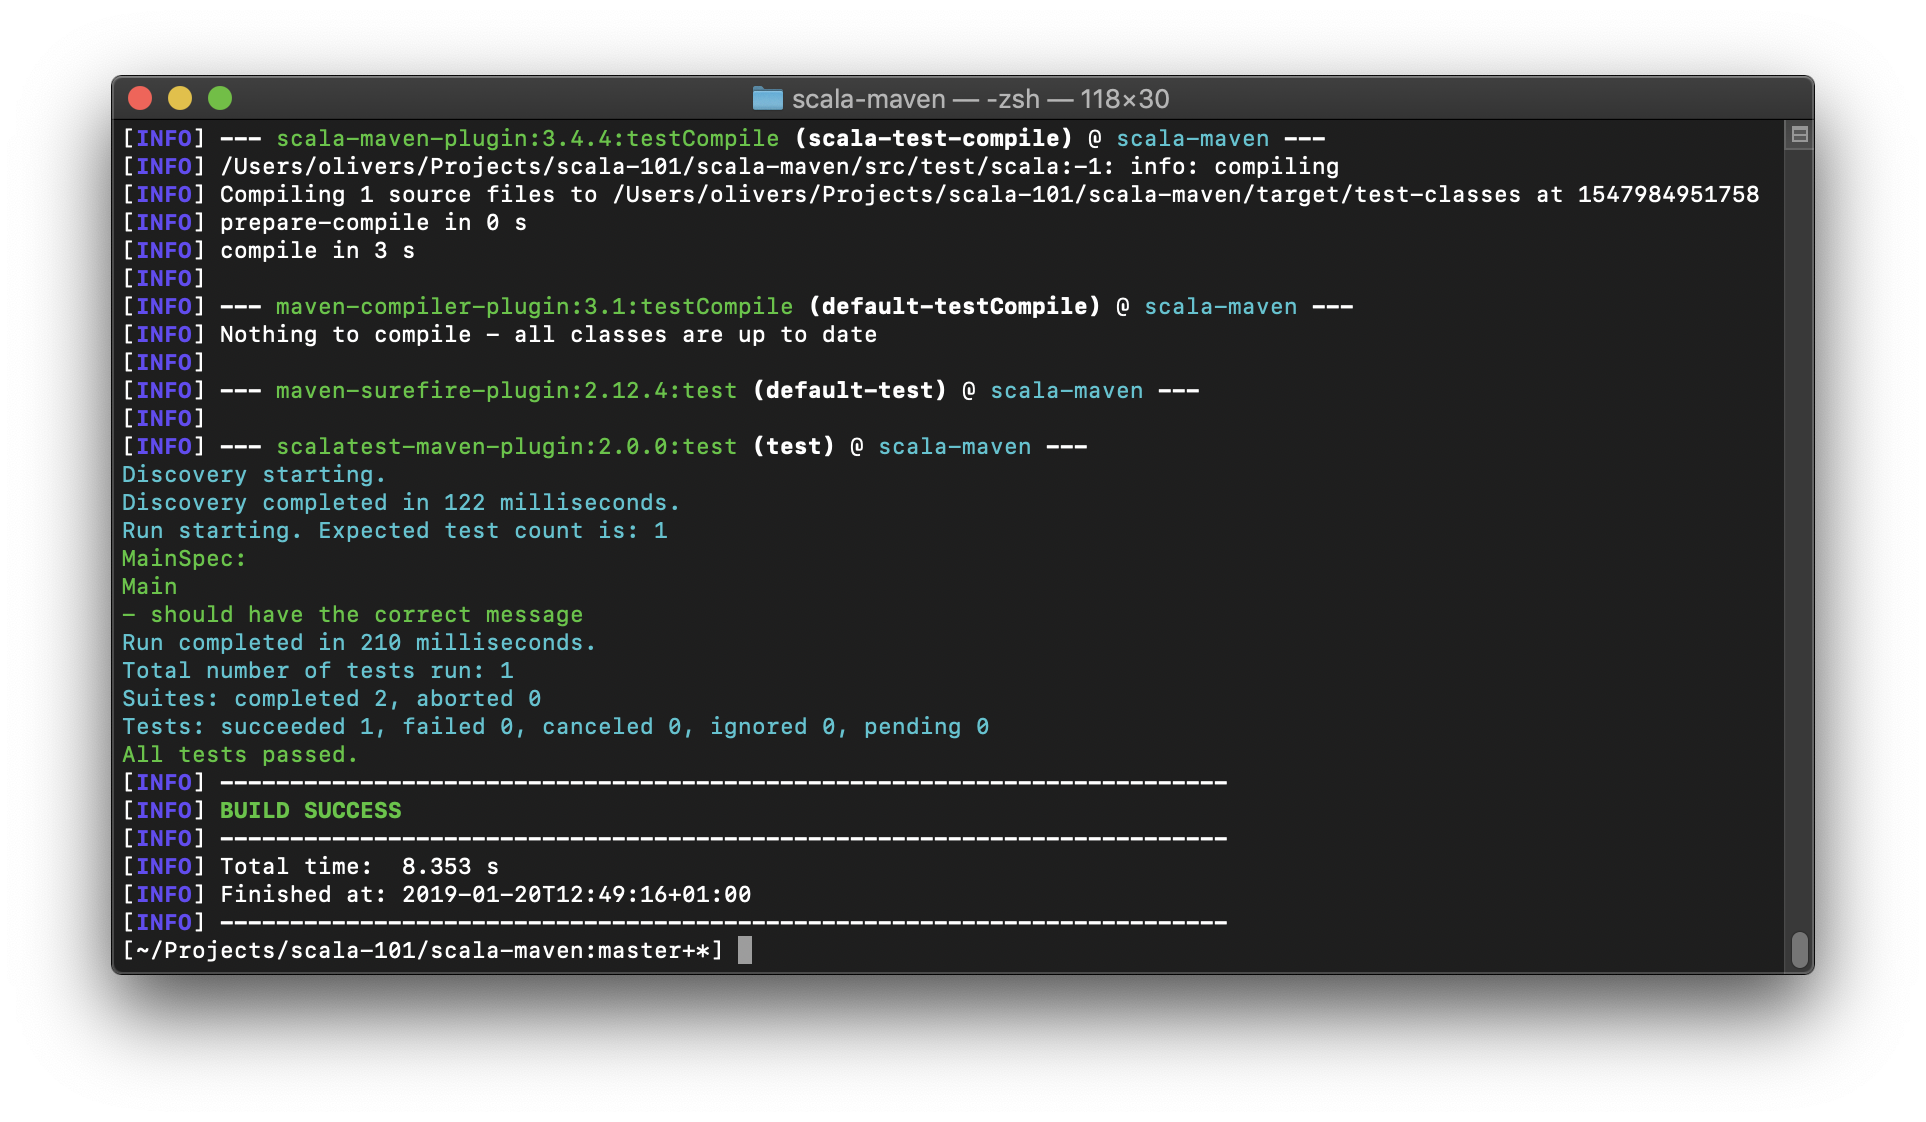 scala-maven — -zsh — 118×30
[INFO] --- scala-maven-plugin:3.4.4:testCompile (scala-test-compile) @ scala-maven ---
[INFO] /Users/olivers/Projects/scala-101/scala-maven/src/test/scala:-1: info: compiling
[INFO] Compiling 1 source files to /Users/olivers/Projects/scala-101/scala-maven/target/test-classes at 1547984951758
[INFO] prepare-compile in 0 s
[INFO] compile in 3 s
[INFO]
[INFO] --- maven-compiler-plugin:3.1:testCompile (default-testCompile) @ scala-maven ---
[INFO] Nothing to compile - all classes are up to date
[INFO]
[INFO] --- maven-surefire-plugin:2.12.4:test (default-test) @ scala-maven ---
[INFO]
[INFO] --- scalatest-maven-plugin:2.0.0:test (test) @ scala-maven ---
Discovery starting.
Discovery completed in 122 milliseconds.
Run starting. Expected test count is: 1
MainSpec:
Main
- should have the correct message
Run completed in 210 milliseconds.
Total number of tests run: 1
Suites: completed 2, aborted 0
Tests: succeeded 1, failed 0, canceled 0, ignored 0, pending 0
All tests passed.
[INFO] ------------------------------------------------------------------------
[INFO] BUILD SUCCESS
[INFO] ------------------------------------------------------------------------
[INFO] Total time:  8.353 s
[INFO] Finished at: 2019-01-20T12:49:16+01:00
[INFO] ------------------------------------------------------------------------
[~/Projects/scala-101/scala-maven:master+*]